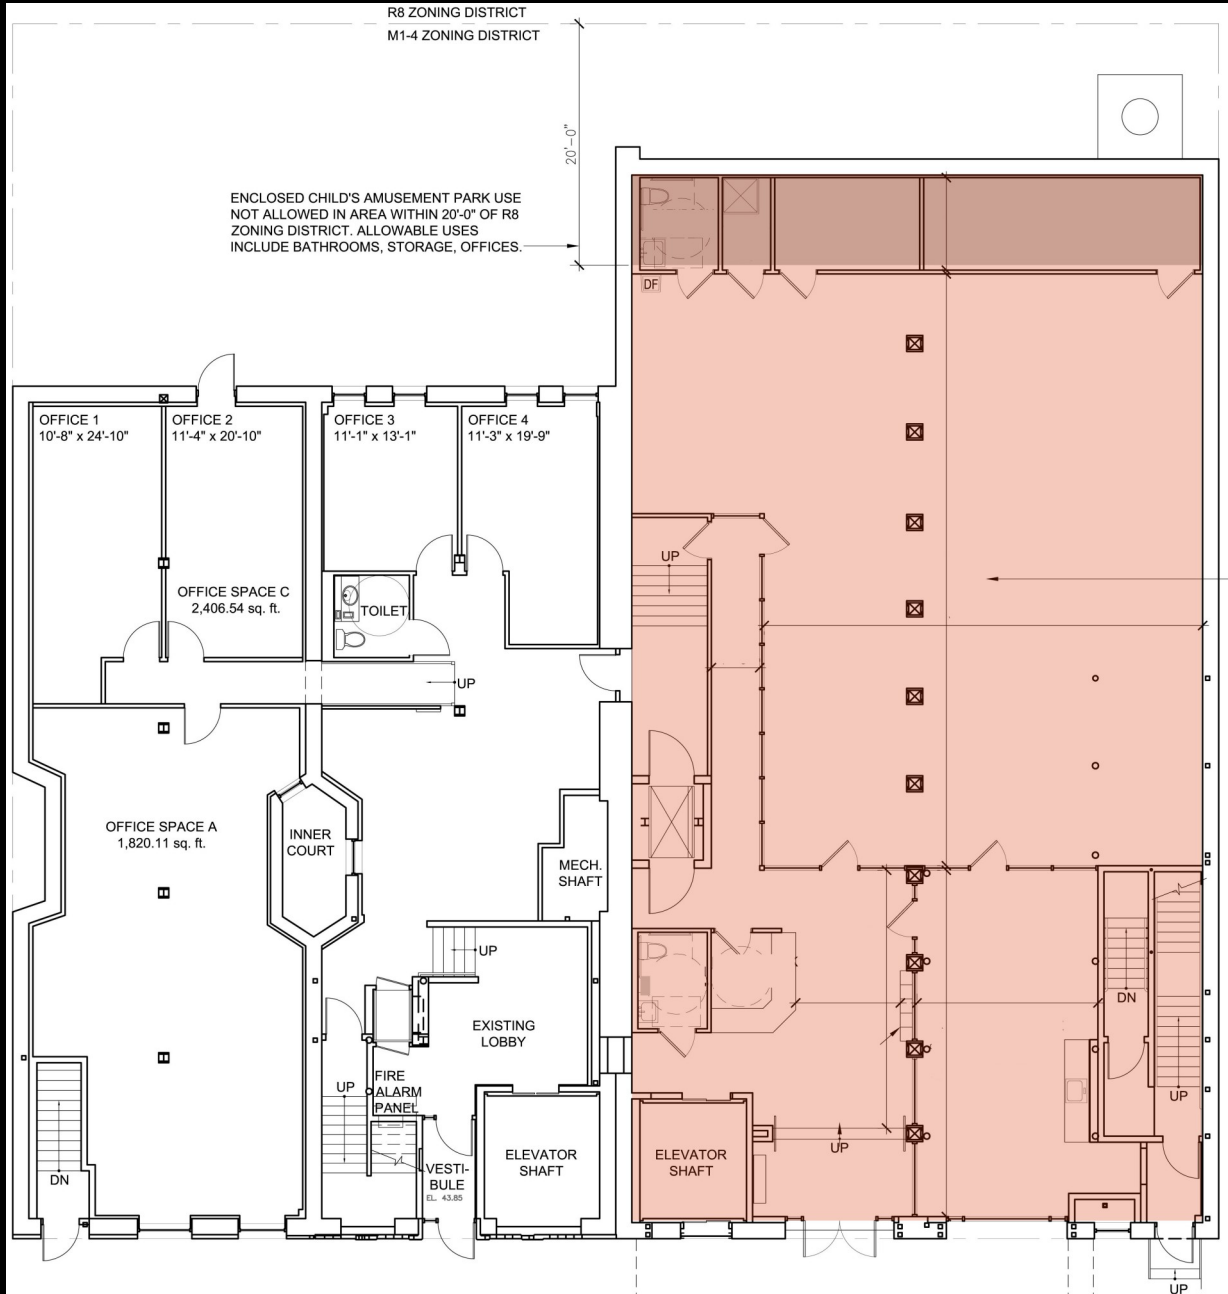 R8 ZONING DISTRICT
M1-4 ZONING DISTRICT
20'-0"
ENCLOSED CHILD'S AMUSEMENT PARK USE
NOT ALLOWED IN AREA WITHIN 20'-0" OF R8
ZONING DISTRICT. ALLOWABLE USES
INCLUDE BATHROOMS, STORAGE, OFFICES.
DF
OFFICE 1
10'-8" x 24'-10"
OFFICE 2
11'-4" x 20'-10"
OFFICE 3
11'-1" x 13'-1"
OFFICE 4
11'-3" x 19'-9"
UP
OFFICE SPACE C
2,406.54 sq. ft.
TOILET
UP
OFFICE SPACE A
1,820.11 sq. ft.
INNER
COURT
MECH.
SHAFT
UP
EXISTING
LOBBY
DN
UP
FIRE
ALARM
PANEL
UP
UP
ELEVATOR
SHAFT
ELEVATOR
SHAFT
VESTI-
BULE
EL. 43.85
DN
UP